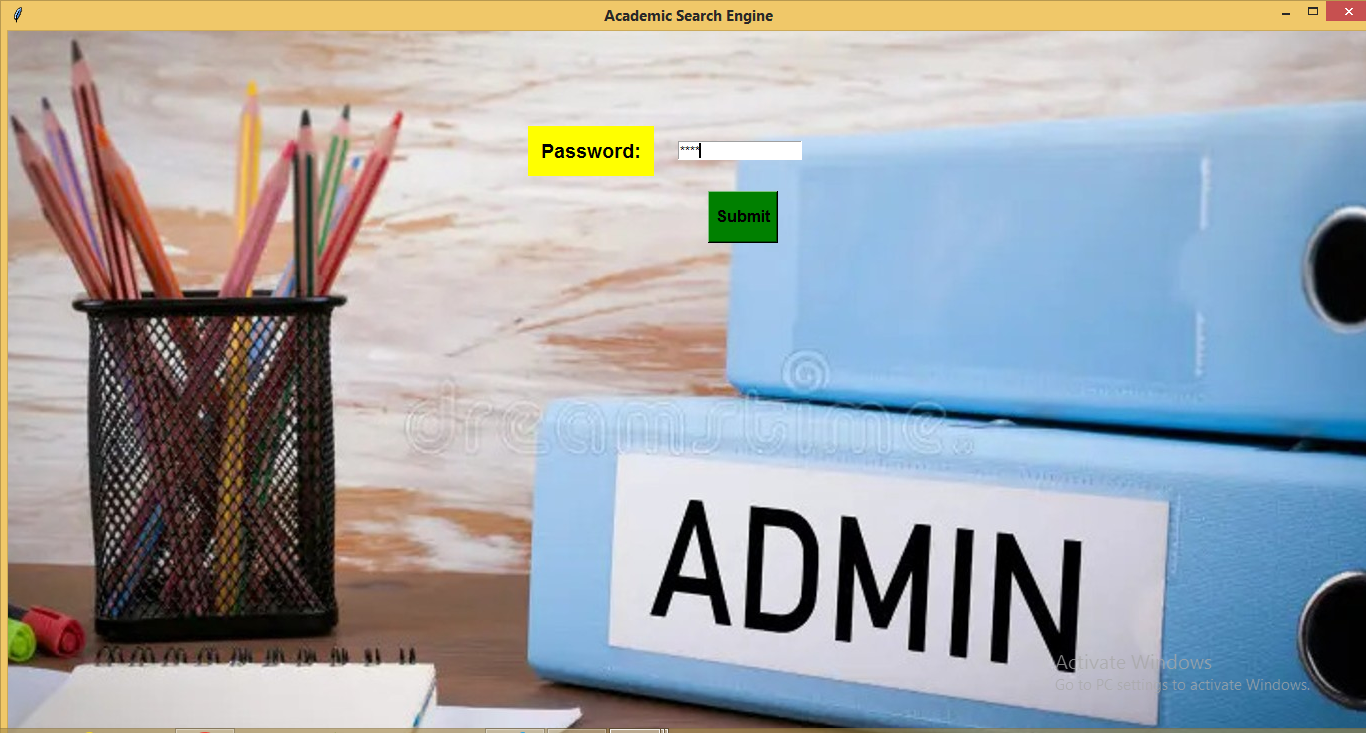 Academic Search Engine
Password:
****
Submit
dreamstime
ADMIN
Activate Windows
Go to PC settings to activate Windows.